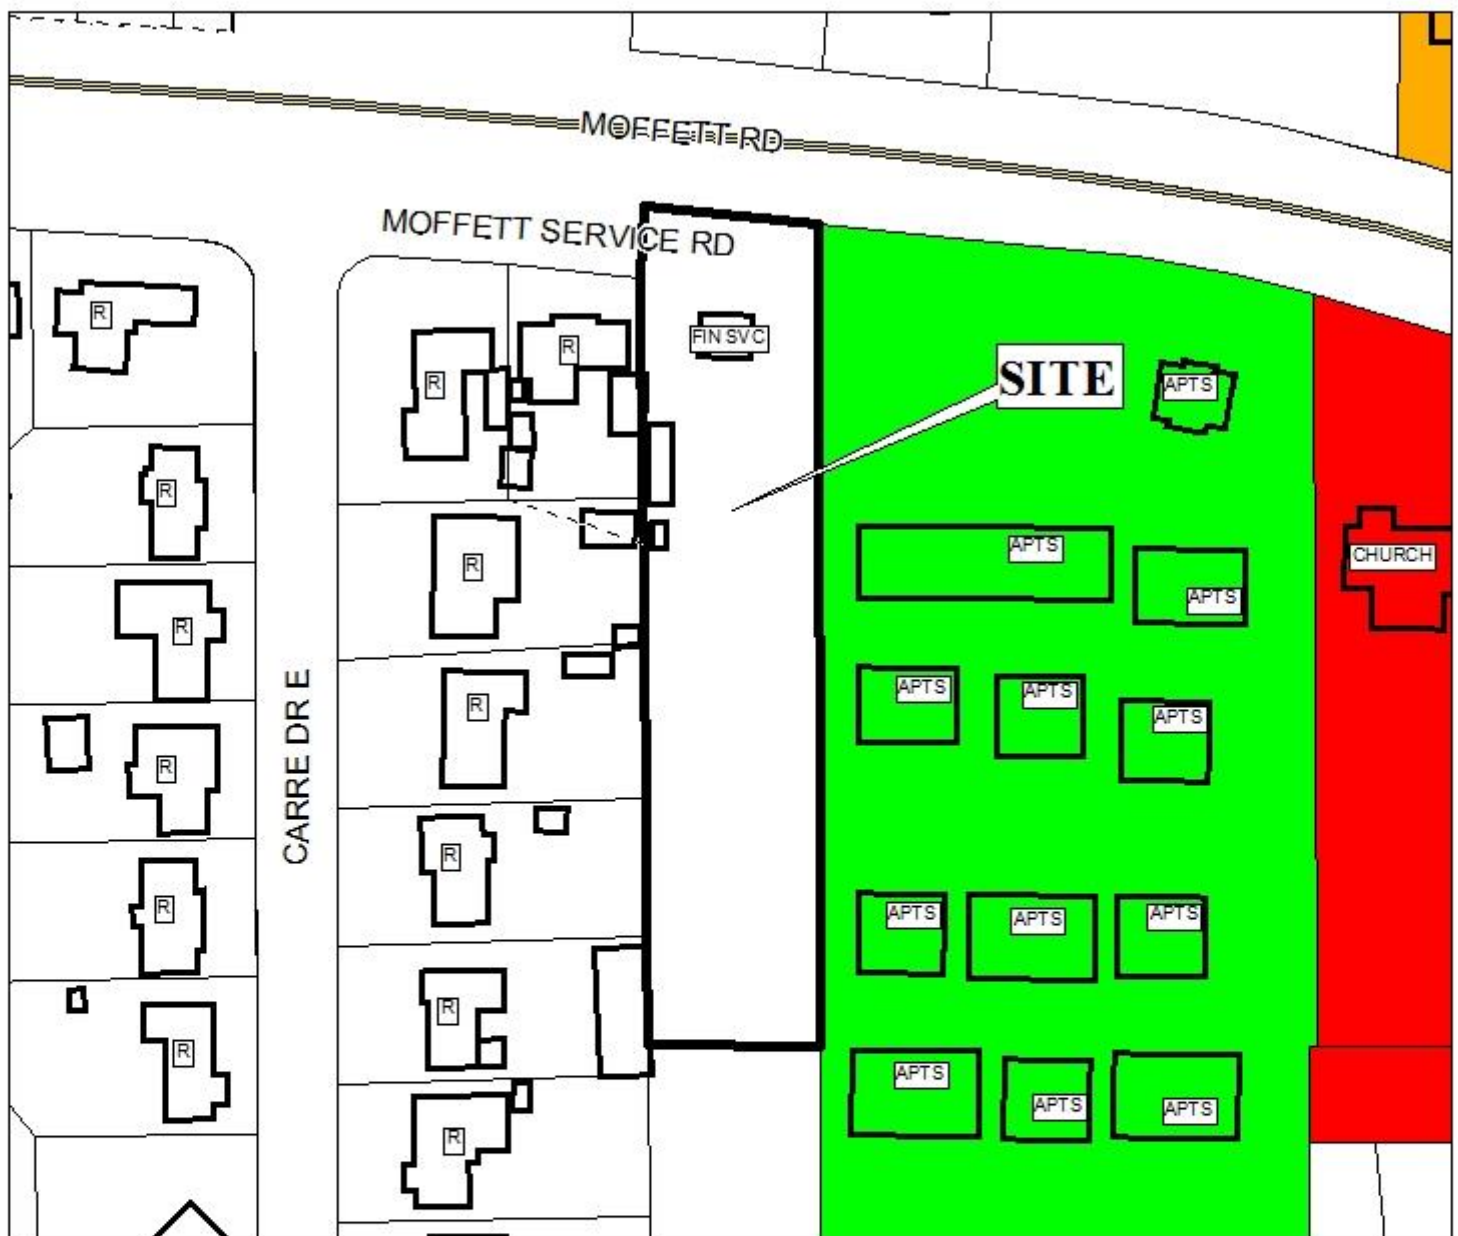 MOFFETT RD
MOFFETT SERVICE RD
R
FIN SVC
R
R
SITE
APTS
R
APTS
CHURCH
R
APTS
R
APTS
APTS
R
APTS
R
CARRE DR E
R
APTS
APTS
APTS
R
R
R
APTS
APTS
APTS
R